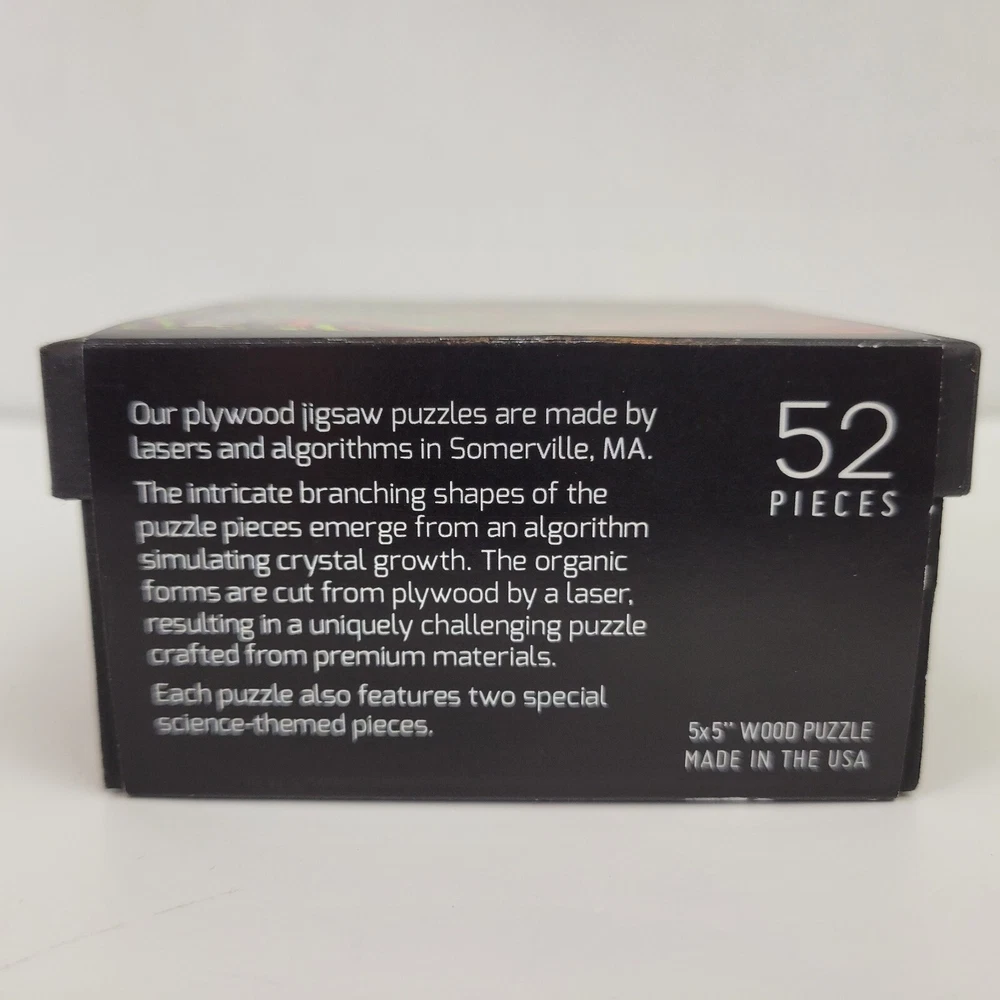 Our plywood jigsaw puzzles are made by
lasers and algorithms in Somerville, MA.
The intricate branching shapes of the
puzzle pieces emerge from an algorithm
simulating crystal growth. The organic
forms are cut from plywood by a laser,
resulting in a uniquely challenging puzzle
crafted from premium materials.
Each puzzle also features two special
science-themed pieces.
52
PIECES
5x5" WOOD PUZZLE
MADE IN THE USA